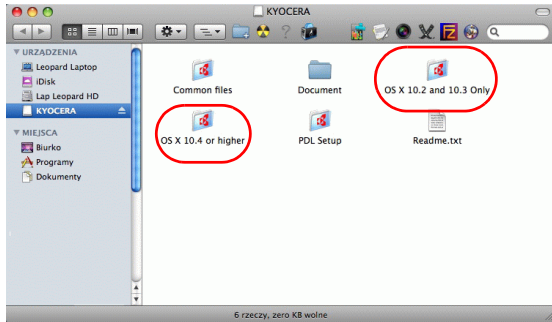 KYOCERA
URZĄDZENIA
Leopard Laptop
iDisk
Lap Leopard HD
KYOCERA
MIEJSCA
Biurko
Programy
Dokumenty
Common files
Document
OS X 10.2 and 10.3 Only
OS X 10.4 or higher
PDL Setup
Readme.txt
6 rzeczy, zero KB wolne